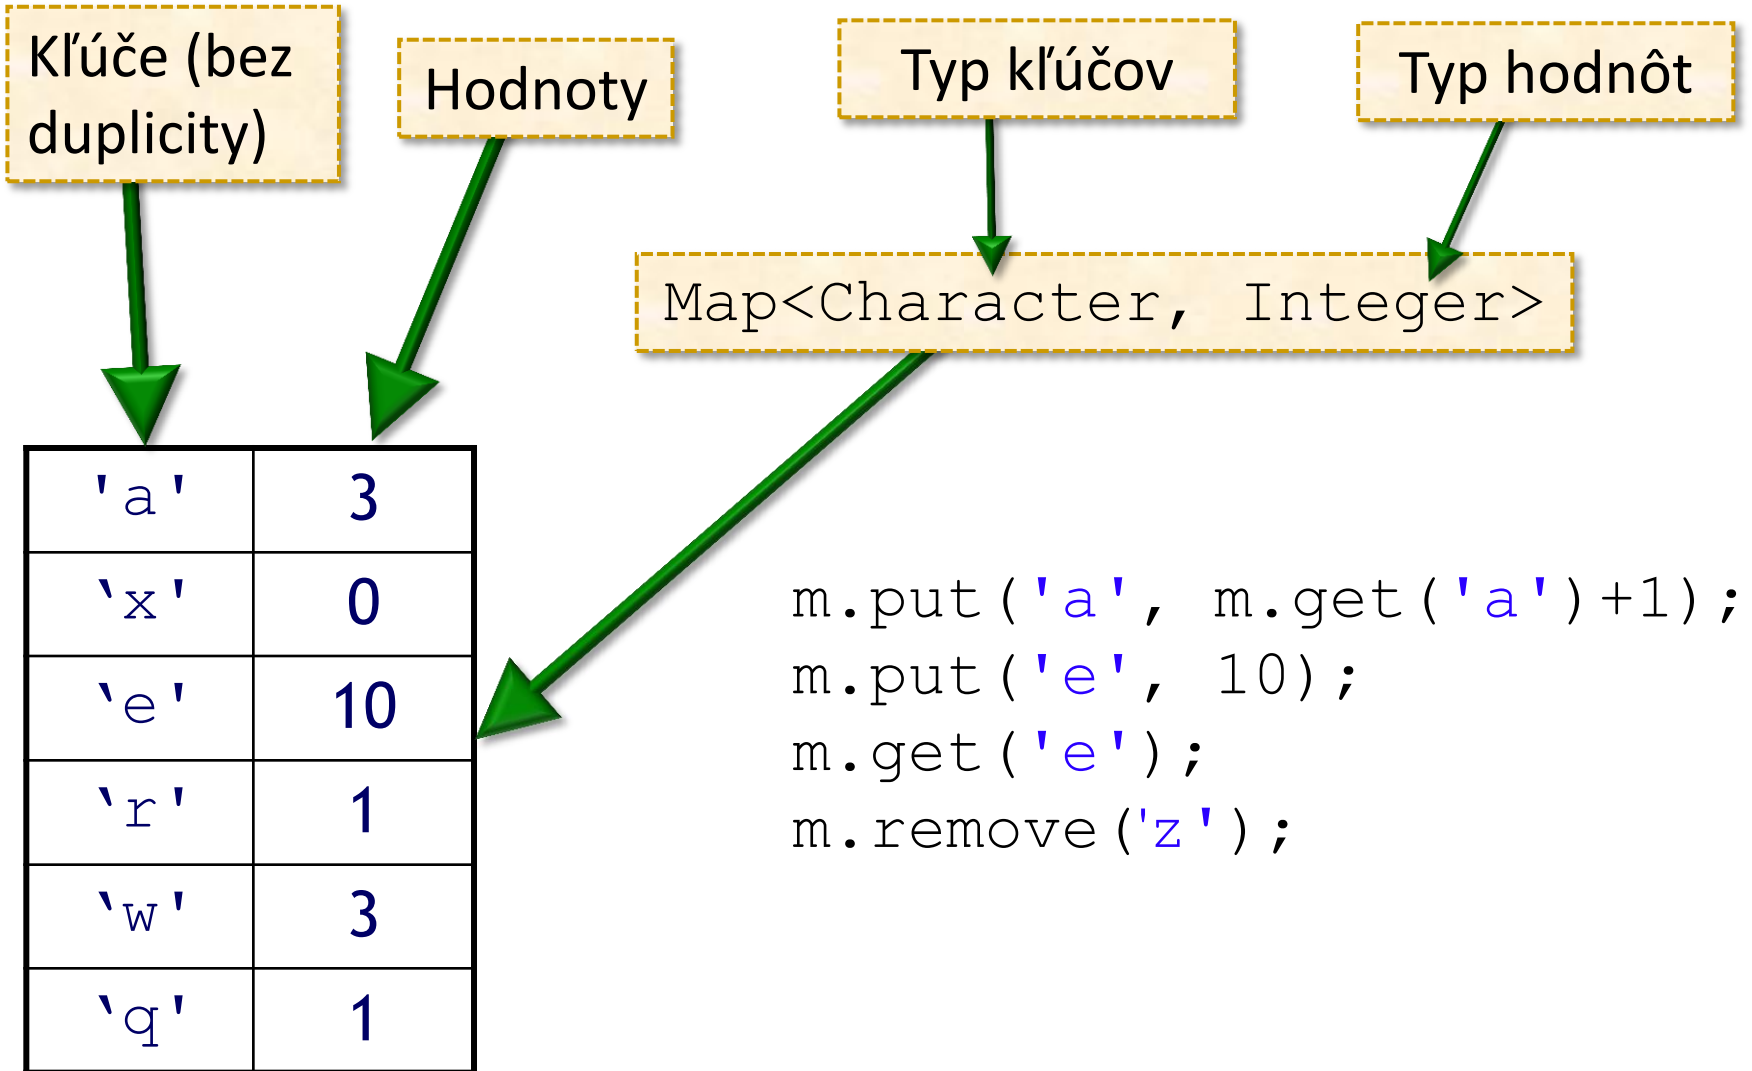 Kľúče (bez
duplicity)
Hodnoty
Typ kľúčov
Typ hodnôt
Map<Character, Integer>
'a' 3
`x' 0
`e' 10
`r' 1
`w' 3
`q' 1
m.put('a', m.get('a')+1);
m.put('e', 10);
m.get('e');
m.remove('z');